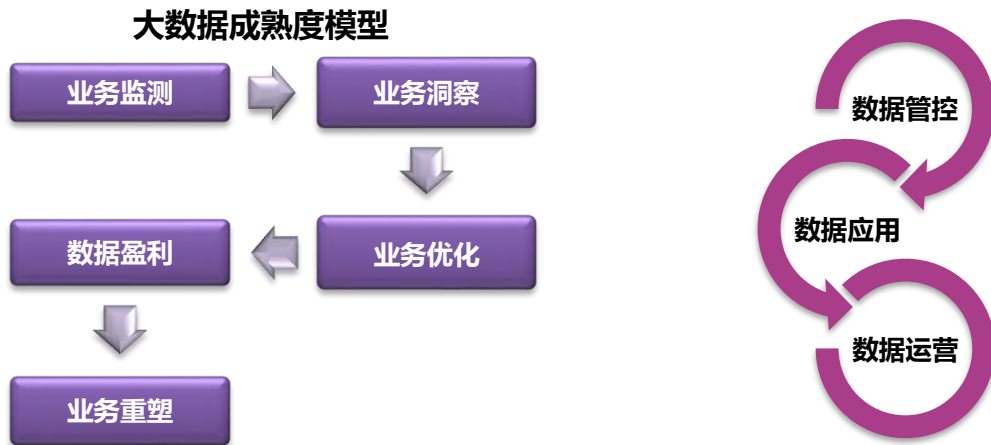 大数据成熟度模型
业务监测
业务洞察
数据盈利
业务优化
业务重塑
数据管控
数据应用
数据运营